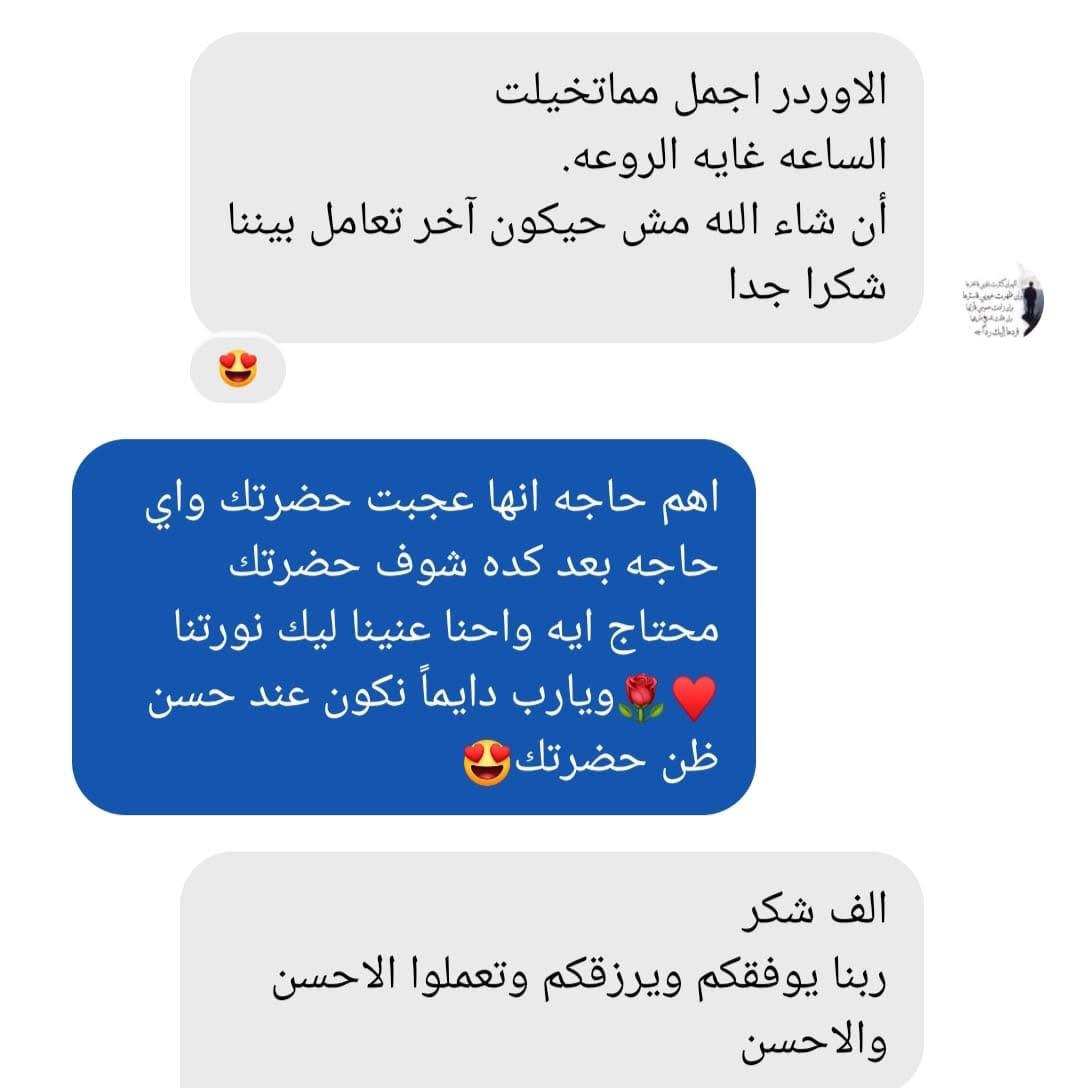 الاوردر اجمل مماتخيلت
الساعه غايه الروعه.
أن شاء الله مش حيكون آخر تعامل بيننا
شكرا جدا
😍
اهم حاجه انها عجبت حضرتك واي
حاجه بعد كده شوف حضرتك
محتاج ايه واحنا عنينا ليك نورتنا
♥️🌹ويارب دايماً نكون عند حسن
ظن حضرتك😍
الف شكر
ربنا يوفقكم ويرزقكم وتعملوا الاحسن
والاحسن